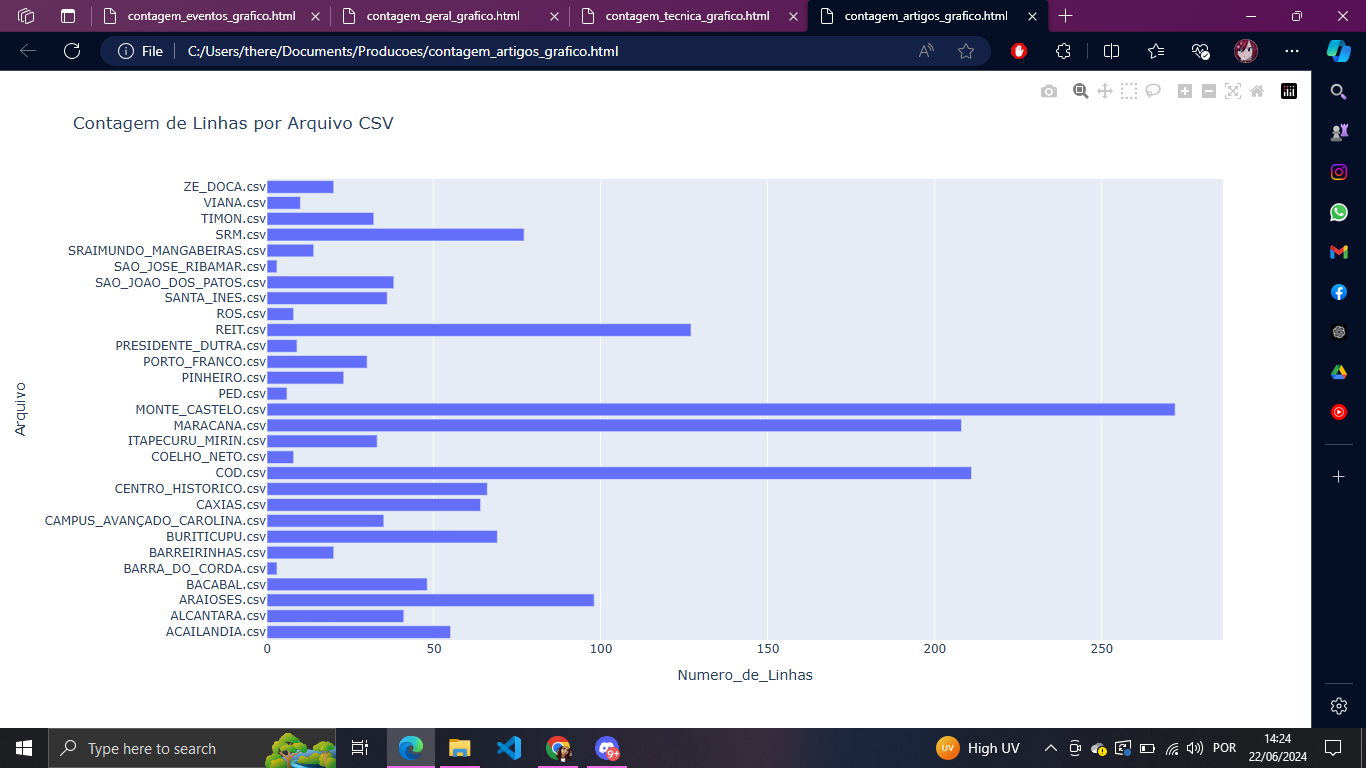 contagem_eventos_grafico.html
contagem_geral_grafico.html
contagem_tecnica_grafico.html
contagem_artigos_grafico.html
File
C:/Users/there/Documents/Producoes/contagem_artigos_grafico.html
Contagem de Linhas por Arquivo CSV
Arquivo
ZE_DOCA.csv
VIANA.csv
TIMON.csv
SRM.csv
SRAIMUNDO_MANGABEIRAS.csv
SAO_JOSE_RIBAMAR.csv
SAO_JOAO_DOS_PATOS.csv
SANTA_INES.csv
ROS.csv
REIT.csv
PRESIDENTE_DUTRA.csv
PORTO_FRANCO.csv
PINHEIRO.csv
PED.csv
MONTE_CASTELO.csv
MARACANA.csv
ITAPECURU_MIRIN.csv
COELHO_NETO.csv
COD.csv
CENTRO_HISTORICO.csv
CAXIAS.csv
CAMPUS_AVANÇADO_CAROLINA.csv
BURITICUPU.csv
BARREIRINHAS.csv
BARRA_DO_CORDA.csv
BACABAL.csv
ARAIOSES.csv
ALCANTARA.csv
ACAILANDIA.csv
0 50 100 150 200 250
Numero_de_Linhas
Type here to search
9+
UV
High UV
POR
14:24
22/06/2024